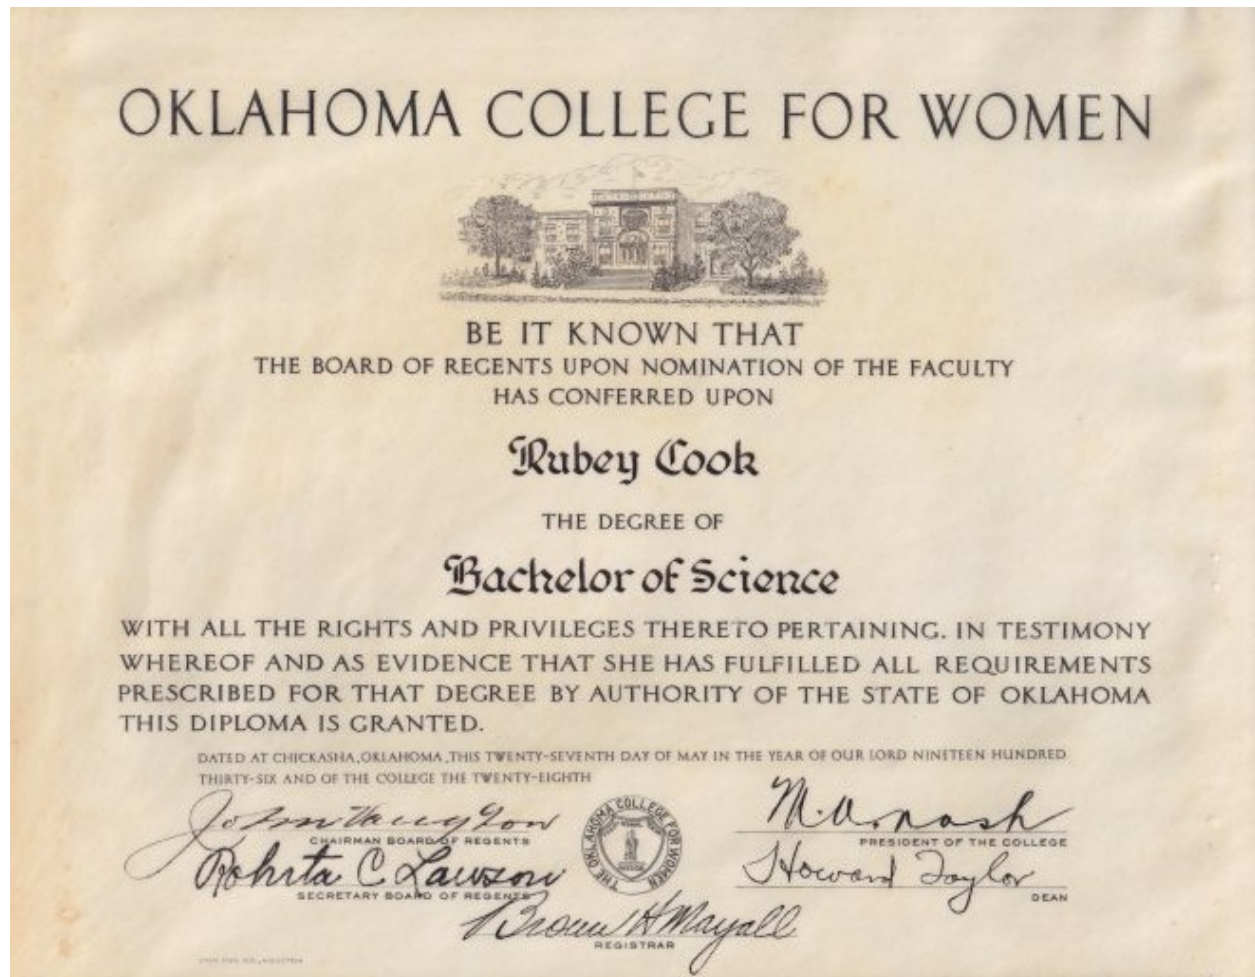 OKLAHOMA COLLEGE FOR WOMEN
BE IT KNOWN THAT
THE BOARD OF REGENTS UPON NOMINATION OF THE FACULTY
HAS CONFERRED UPON
Rubey Cook
THE DEGREE OF
Bachelor of Science
WITH ALL THE RIGHTS AND PRIVILEGES THERETO PERTAINING. IN TESTIMONY
WHEREOF AND AS EVIDENCE THAT SHE HAS FULFILLED ALL REQUIREMENTS
PRESCRIBED FOR THAT DEGREE BY AUTHORITY OF THE STATE OF OKLAHOMA
THIS DIPLOMA IS GRANTED.
DATED AT CHICKASHA, OKLAHOMA, THIS TWENTY-SEVENTH DAY OF MAY IN THE YEAR OF OUR LORD NINETEEN HUNDRED
THIRTY-SIX AND OF THE COLLEGE THE TWENTY-EIGHTH
John
CHAIRMAN BOARD OF REGENTS
C Lawson
SECRETARY BOARD OF REGENTS
THE OKLAHOMA COLLEGE FOR WOMEN
M. A. Nash
PRESIDENT OF THE COLLEGE
Howard Taylor
DEAN
H Mayall
REGISTRAR